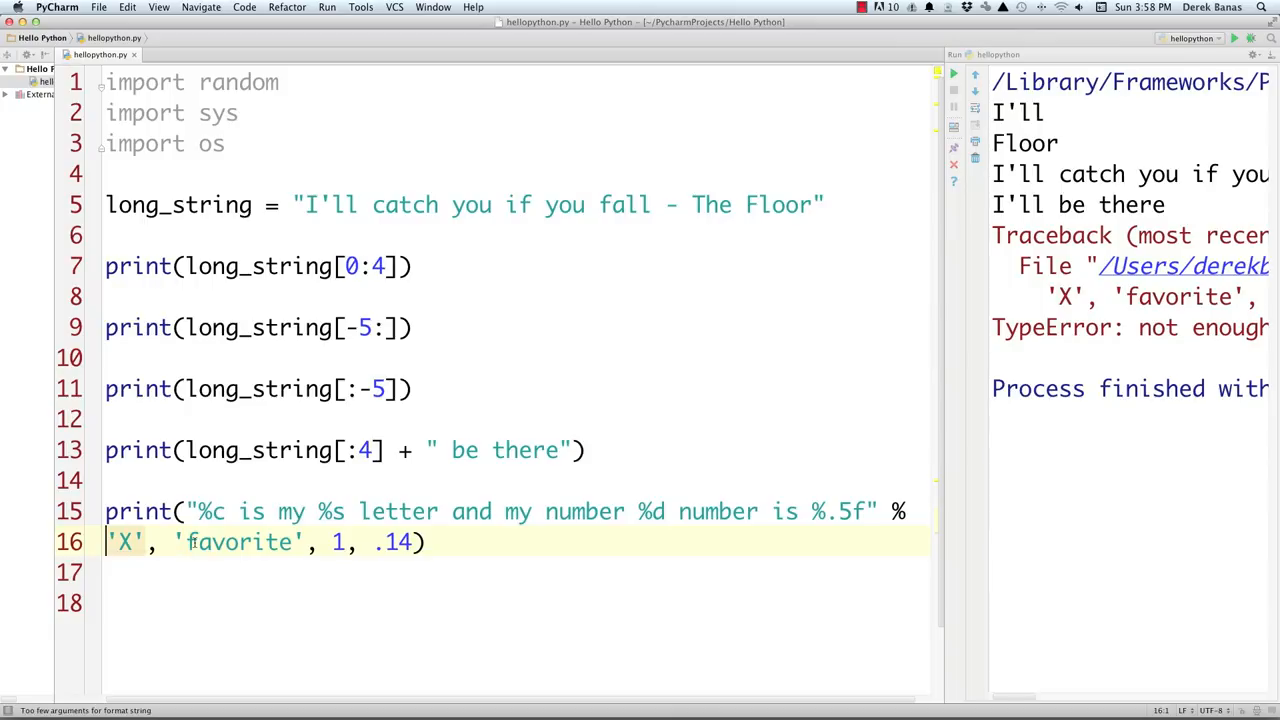 PyCharm File Edit View Navigate Code Refactor Run Tools VCS Window Help 10 Sun 3:58 PM Derek Banas
hellopython.py - Hello Python - [~/PycharmProjects/Hello Python]
Hello Python hellopython.py hellopython
hellopython.py
Run hellopython
Hello P
hell
Extern
1 import random
2 import sys
3 import os
4
5 long_string = "I'll catch you if you fall - The Floor"
6
7 print(long_string[0:4])
8
9 print(long_string[-5:])
10
11 print(long_string[:-5])
12
13 print(long_string[:4] + " be there")
14
15 print("%c is my %s letter and my number %d number is %.5f" %
16 'X', 'favorite', 1, .14)
17
18
/Library/Frameworks/P
I'll
Floor
I'll catch you if you
I'll be there
Traceback (most recen
File "/Users/derekb
'X', 'favorite',
TypeError: not enough
Process finished with
Too few arguments for format string 16:1 LF UTF-8